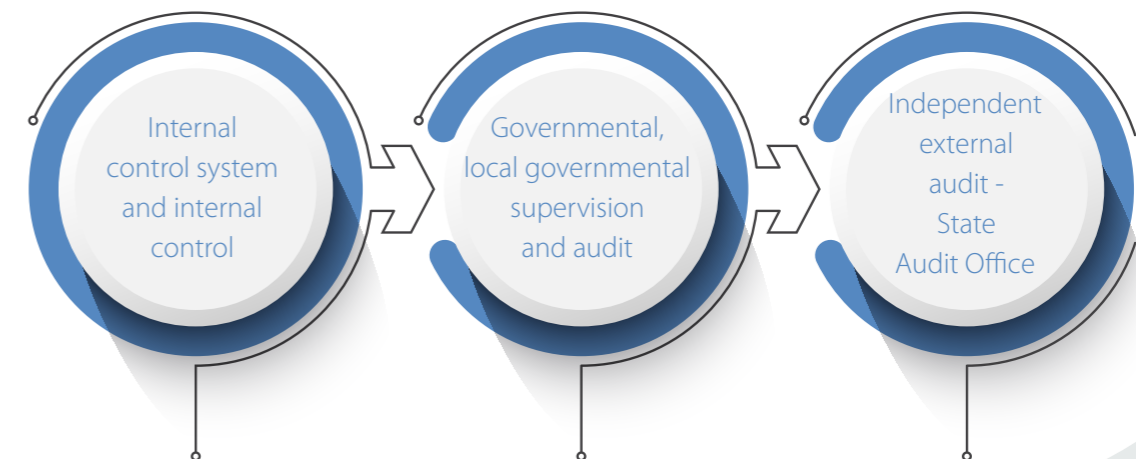 Internal
control system
and internal
control
Governmental,
local governmental
supervision
and audit
Independent
external
audit -
State
Audit Office